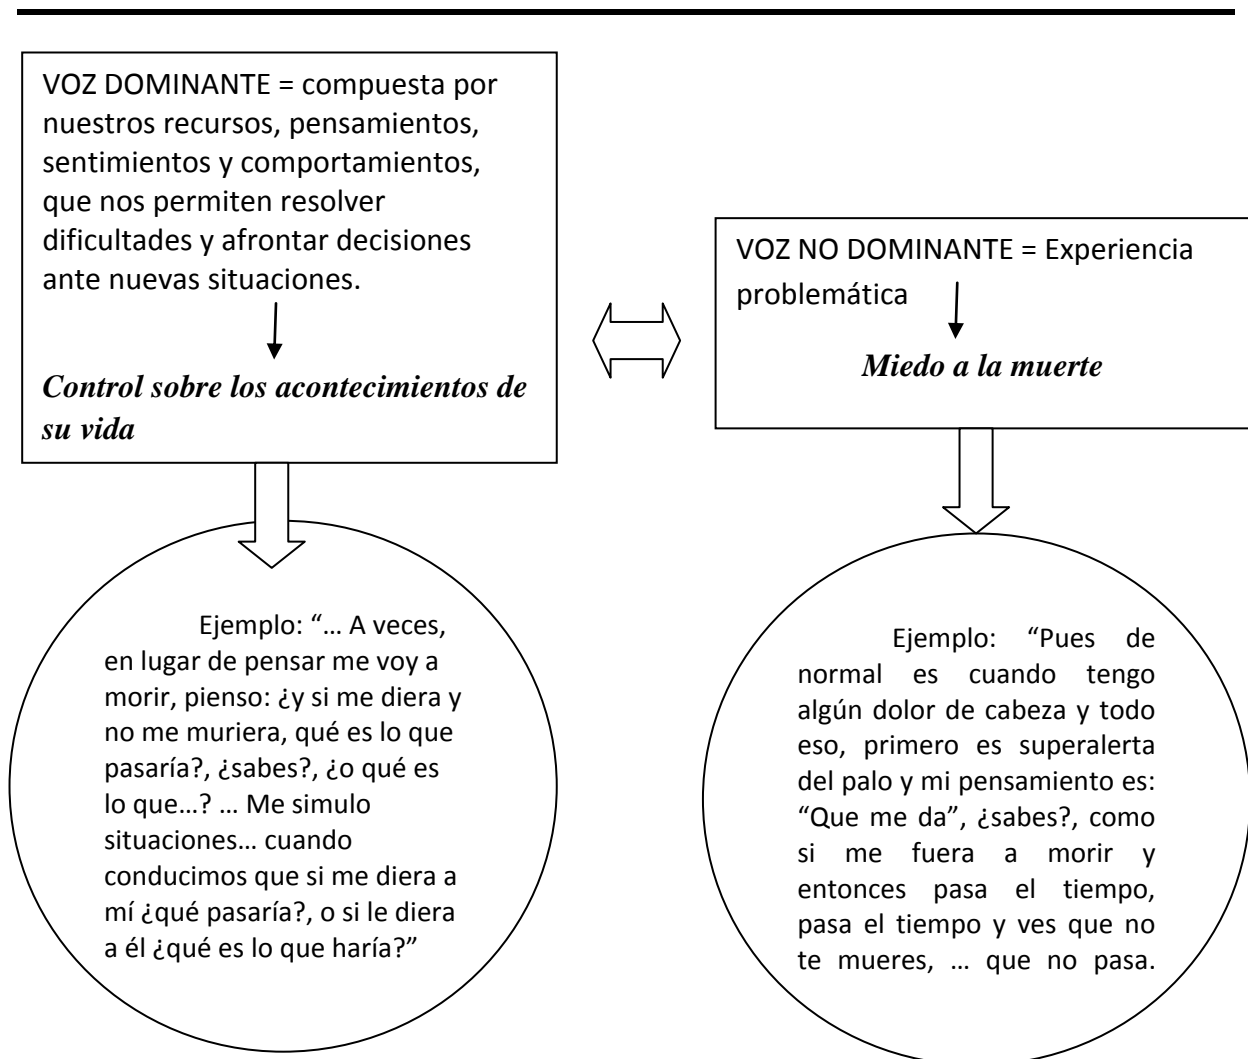 VOZ DOMINANTE = compuesta por
nuestros recursos, pensamientos,
sentimientos y comportamientos,
que nos permiten resolver
dificultades y afrontar decisiones
ante nuevas situaciones.
Control sobre los acontecimientos de
su vida
VOZ NO DOMINANTE = Experiencia
problemática
Miedo a la muerte
Ejemplo: “… A veces,
en lugar de pensar me voy a
morir, pienso: ¿y si me diera y
no me muriera, qué es lo que
pasaría?, ¿sabes?, ¿o qué es
lo que…? … Me simulo
situaciones… cuando
conducimos que si me diera a
mí ¿qué pasaría?, o si le diera
a él ¿qué es lo que haría?”
Ejemplo: “Pues de
normal es cuando tengo
algún dolor de cabeza y todo
eso, primero es superalerta
del palo y mi pensamiento es:
“Que me da”, ¿sabes?, como
si me fuera a morir y
entonces pasa el tiempo,
pasa el tiempo y ves que no
te mueres, … que no pasa.